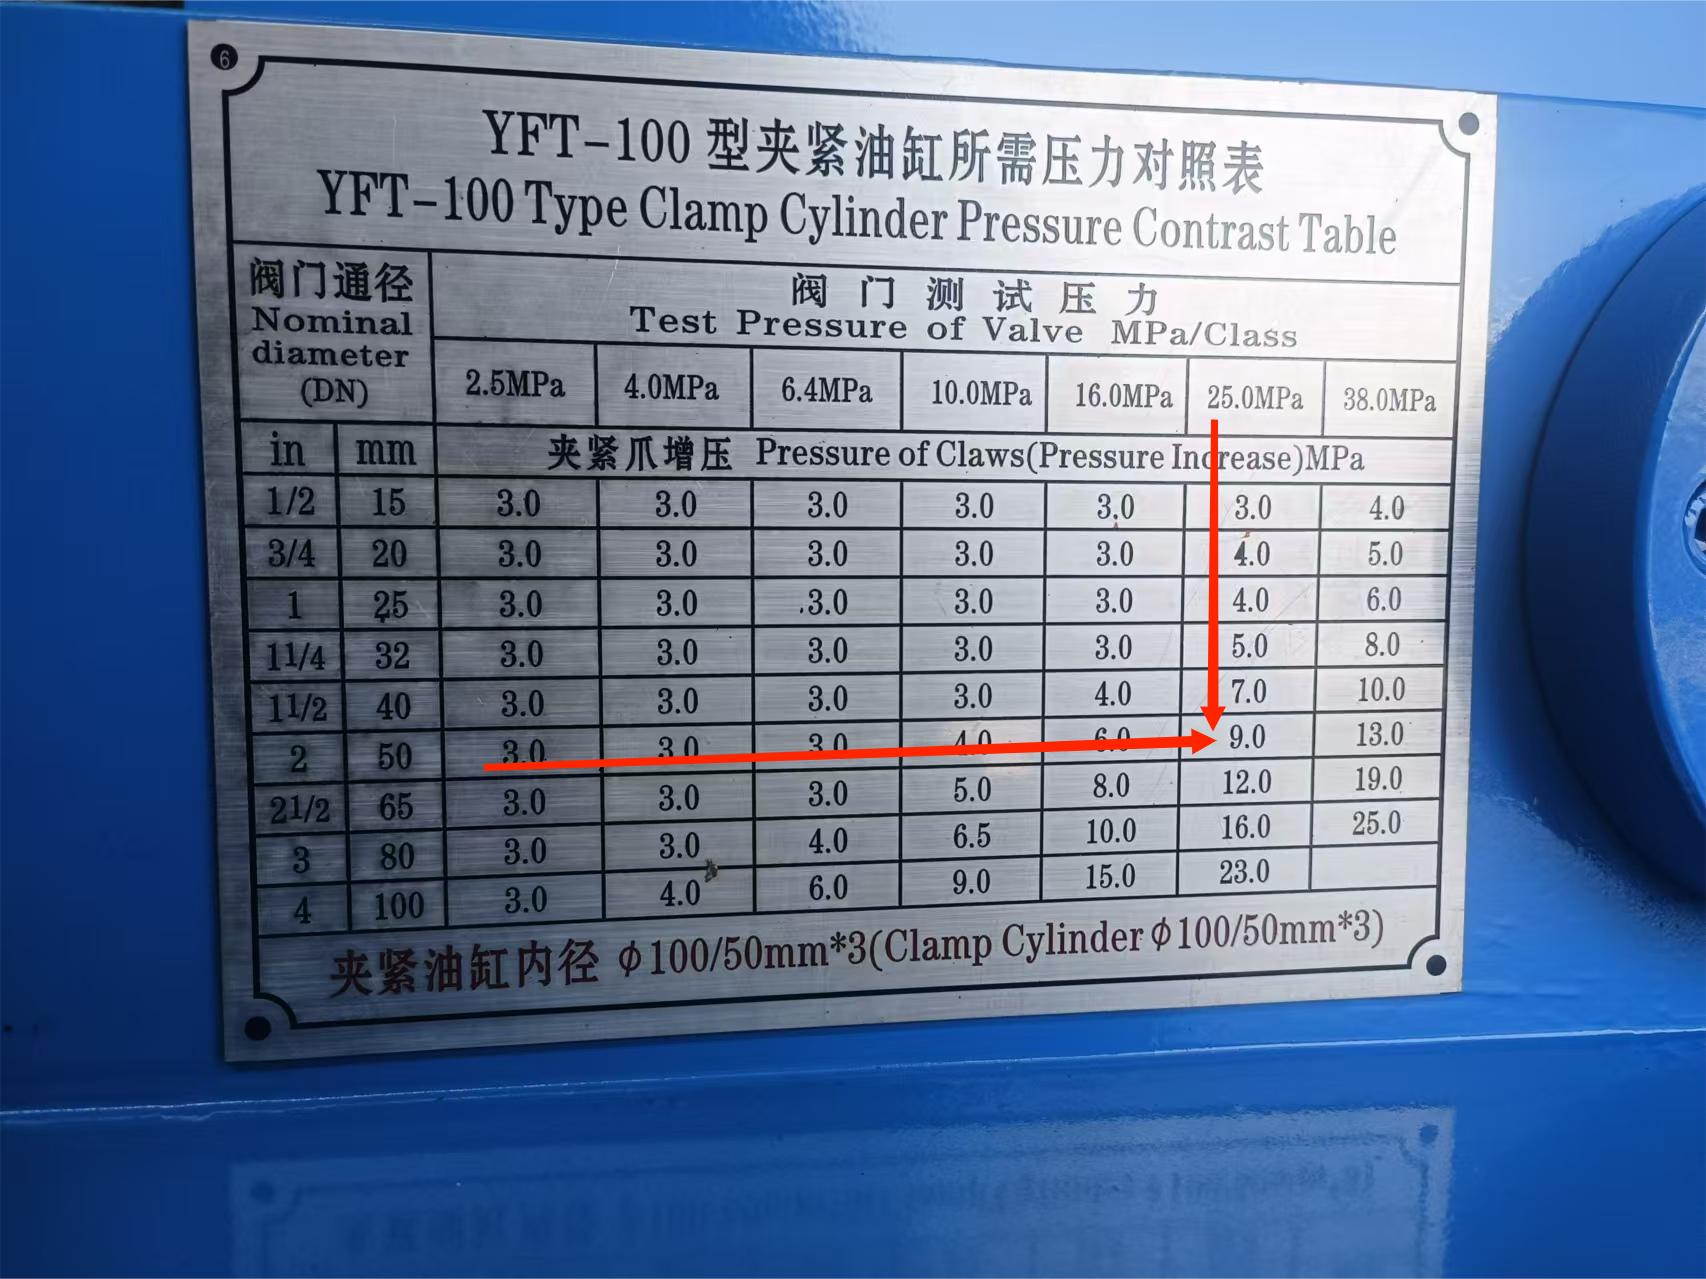 6
YFT-100 型夹紧油缸所需压力对照表
YFT-100 Type Clamp Cylinder Pressure Contrast Table
阀门通径
Nominal
diameter
(DN)
阀 门 测 试 压 力
Test Pressure of Valve MPa/Class
2.5MPa 4.0MPa 6.4MPa 10.0MPa 16.0MPa 25.0MPa 38.0MPa
in mm 夹紧爪增压 Pressure of Claws(Pressure Increase)MPa
1/2 15 3.0 3.0 3.0 3.0 3.0 3.0 4.0
3/4 20 3.0 3.0 3.0 3.0 3.0 4.0 5.0
1 25 3.0 3.0 3.0 3.0 3.0 4.0 6.0
11/4 32 3.0 3.0 3.0 3.0 3.0 5.0 8.0
11/2 40 3.0 3.0 3.0 3.0 4.0 7.0 10.0
2 50 3.0 3.0 3.0 4.0 6.0 9.0 13.0
21/2 65 3.0 3.0 3.0 5.0 8.0 12.0 19.0
3 80 3.0 3.0 4.0 6.5 10.0 16.0 25.0
4 100 3.0 4.0 6.0 9.0 15.0 23.0
夹紧油缸内径 φ100/50mm*3(Clamp Cylinder φ100/50mm*3)